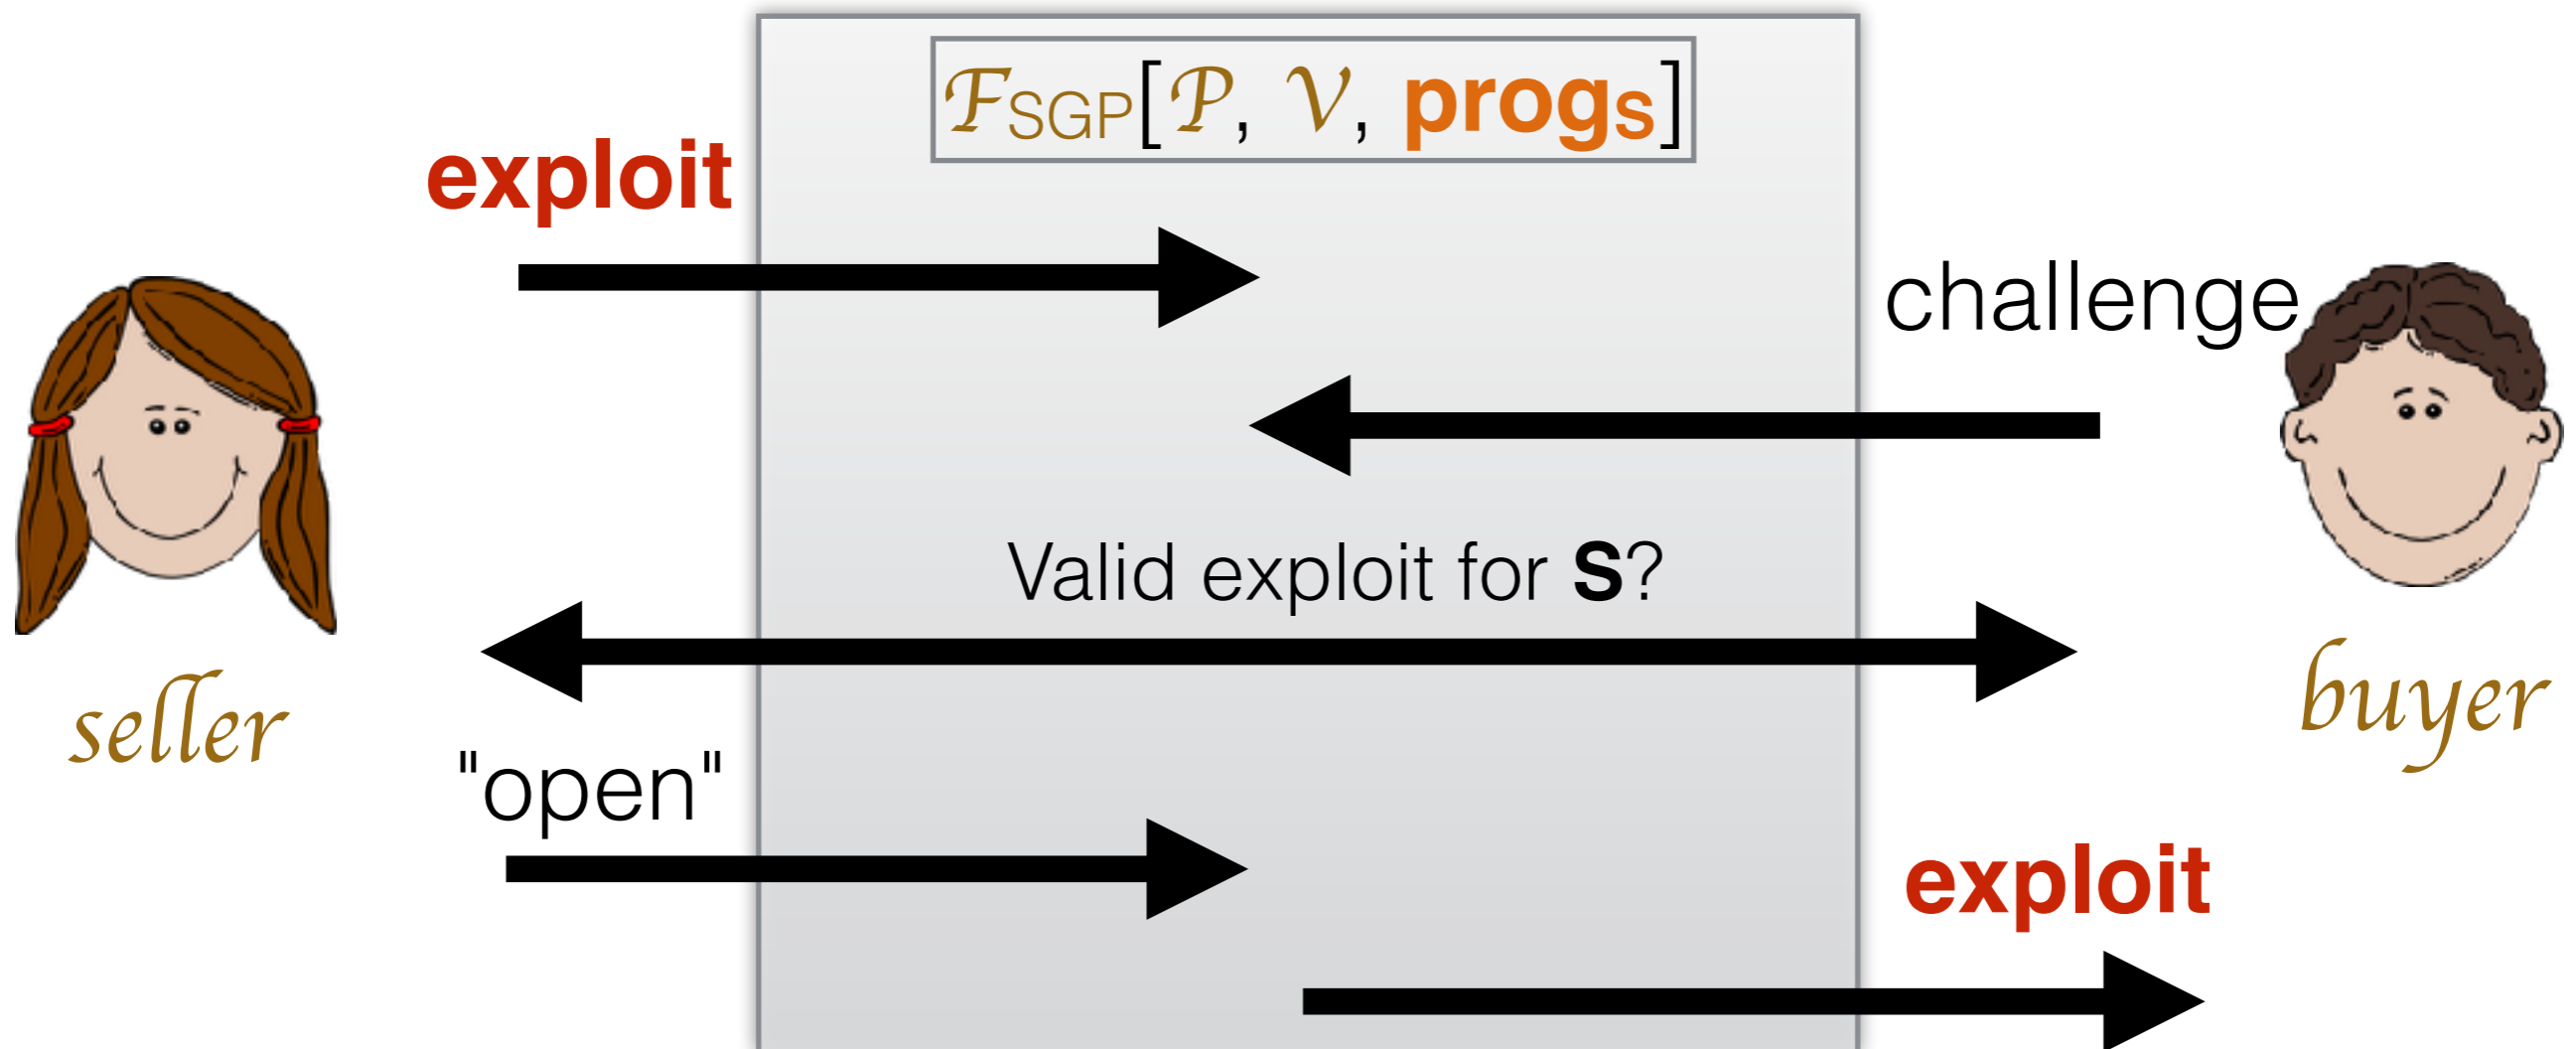 ℱSGP[𝒫, 𝒱, progS]
exploit
challenge
Valid exploit for S?
seller
buyer
"open"
exploit